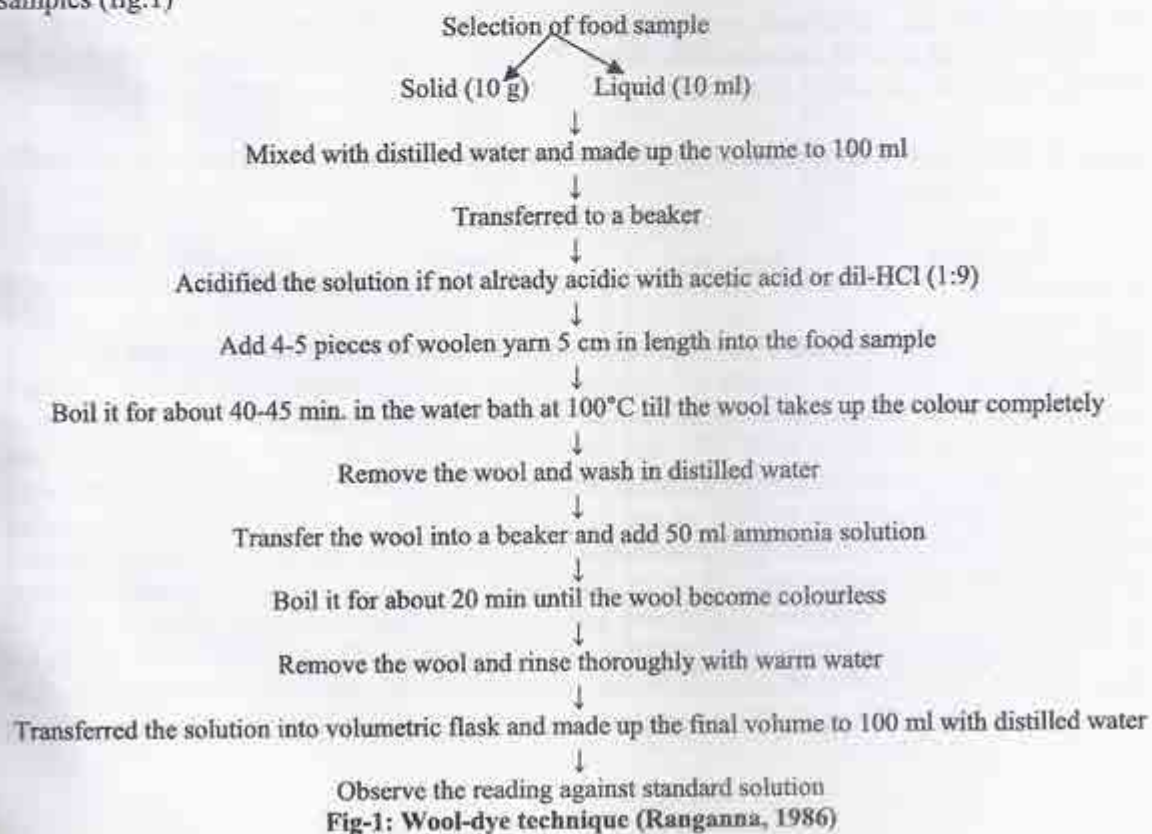 samples (fig.1)
Selection of food sample
Solid (10 g) Liquid (10 ml)
↓
Mixed with distilled water and made up the volume to 100 ml
↓
Transferred to a beaker
↓
Acidified the solution if not already acidic with acetic acid or dil-HCl (1:9)
↓
Add 4-5 pieces of woolen yarn 5 cm in length into the food sample
↓
Boil it for about 40-45 min. in the water bath at 100°C till the wool takes up the colour completely
↓
Remove the wool and wash in distilled water
↓
Transfer the wool into a beaker and add 50 ml ammonia solution
↓
Boil it for about 20 min until the wool become colourless
↓
Remove the wool and rinse thoroughly with warm water
↓
Transferred the solution into volumetric flask and made up the final volume to 100 ml with distilled water
↓
Observe the reading against standard solution
Fig-1: Wool-dye technique (Ranganna, 1986)